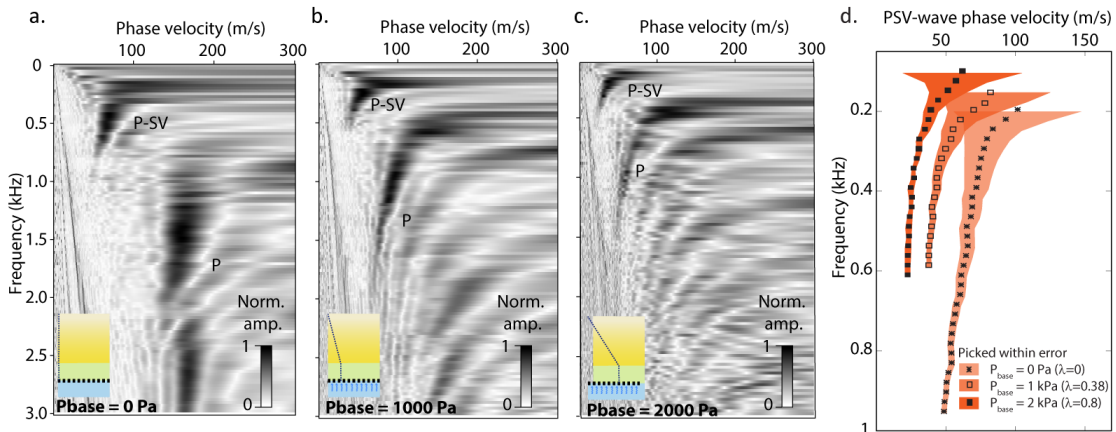 a.
Phase velocity (m/s)
100 200 300
0
0.5
1.0
1.5
2.0
2.5
3.0
Frequency (kHz)
P-SV
P
Norm.
amp.
1
0
Pbase = 0 Pa
b.
Phase velocity (m/s)
100 200 300
P-SV
P
Norm.
amp.
1
0
Pbase = 1000 Pa
c.
Phase velocity (m/s)
100 200 300
P-SV
P
Norm.
amp.
1
0
Pbase = 2000 Pa
d.
PSV-wave phase velocity (m/s)
50 100 150
0.2
0.4
0.6
0.8
1
Frequency (kHz)
Picked within error
Pbase = 0 Pa (λ=0)
Pbase = 1 kPa (λ=0.38)
Pbase = 2 kPa (λ=0.8)